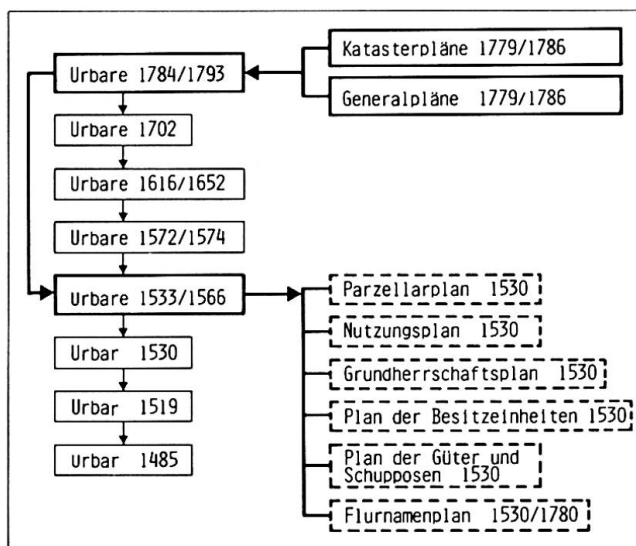 Katasterpläne 1779/1786
Urbare 1784/1793
Generalpläne 1779/1786
Urbare 1702
Urbare 1616/1652
Urbare 1572/1574
Urbare 1533/1566
Parzellarplan 1530
Nutzungsplan 1530
Urbar 1530
Grundherrschaftsplan 1530
Urbar 1519
Plan der Besitzeinheiten 1530
Urbar 1485
Plan der Güter und
Schupposen 1530
Flurnamenplan 1530/1780